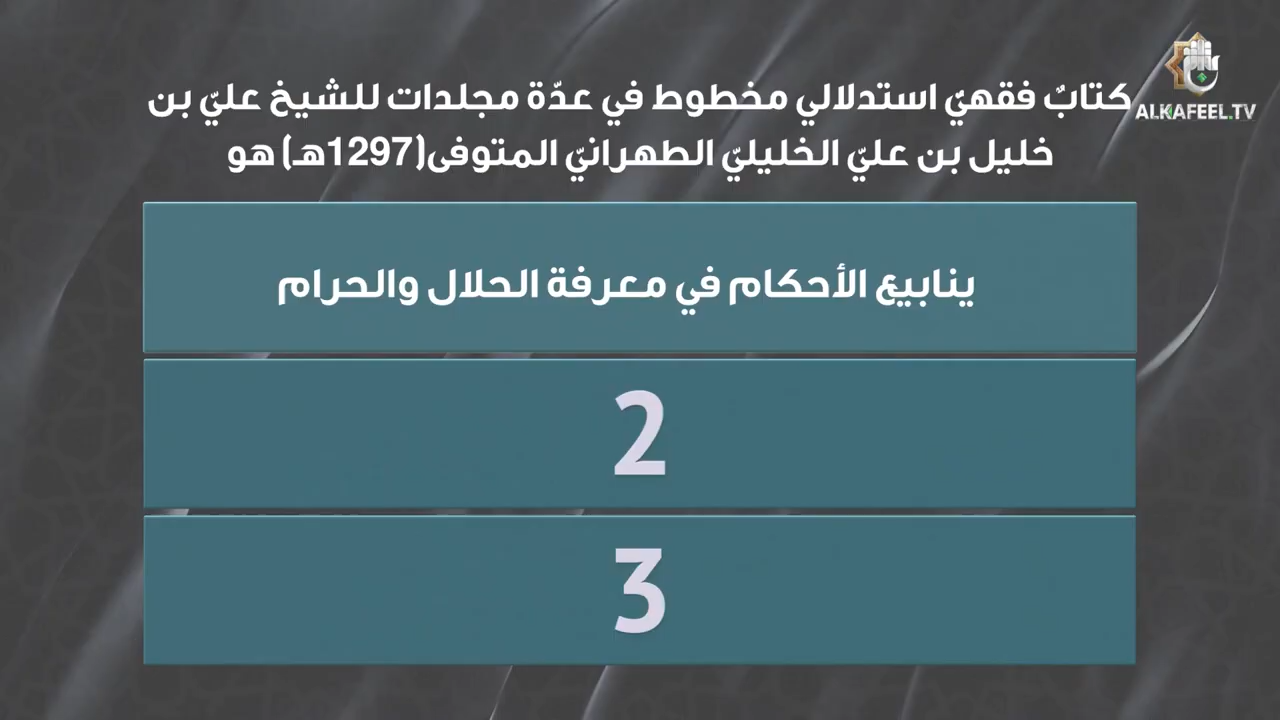 ALKAFEEL.TV
كتابٌ فقهيّ استدلالي مخطوط في عدّة مجلدات للشيخ عليّ بن
خليل بن عليّ الخليليّ الطهرانيّ المتوفى(1297هـ) هو
ينابيع الأحكام في معرفة الحلال والحرام
2
3